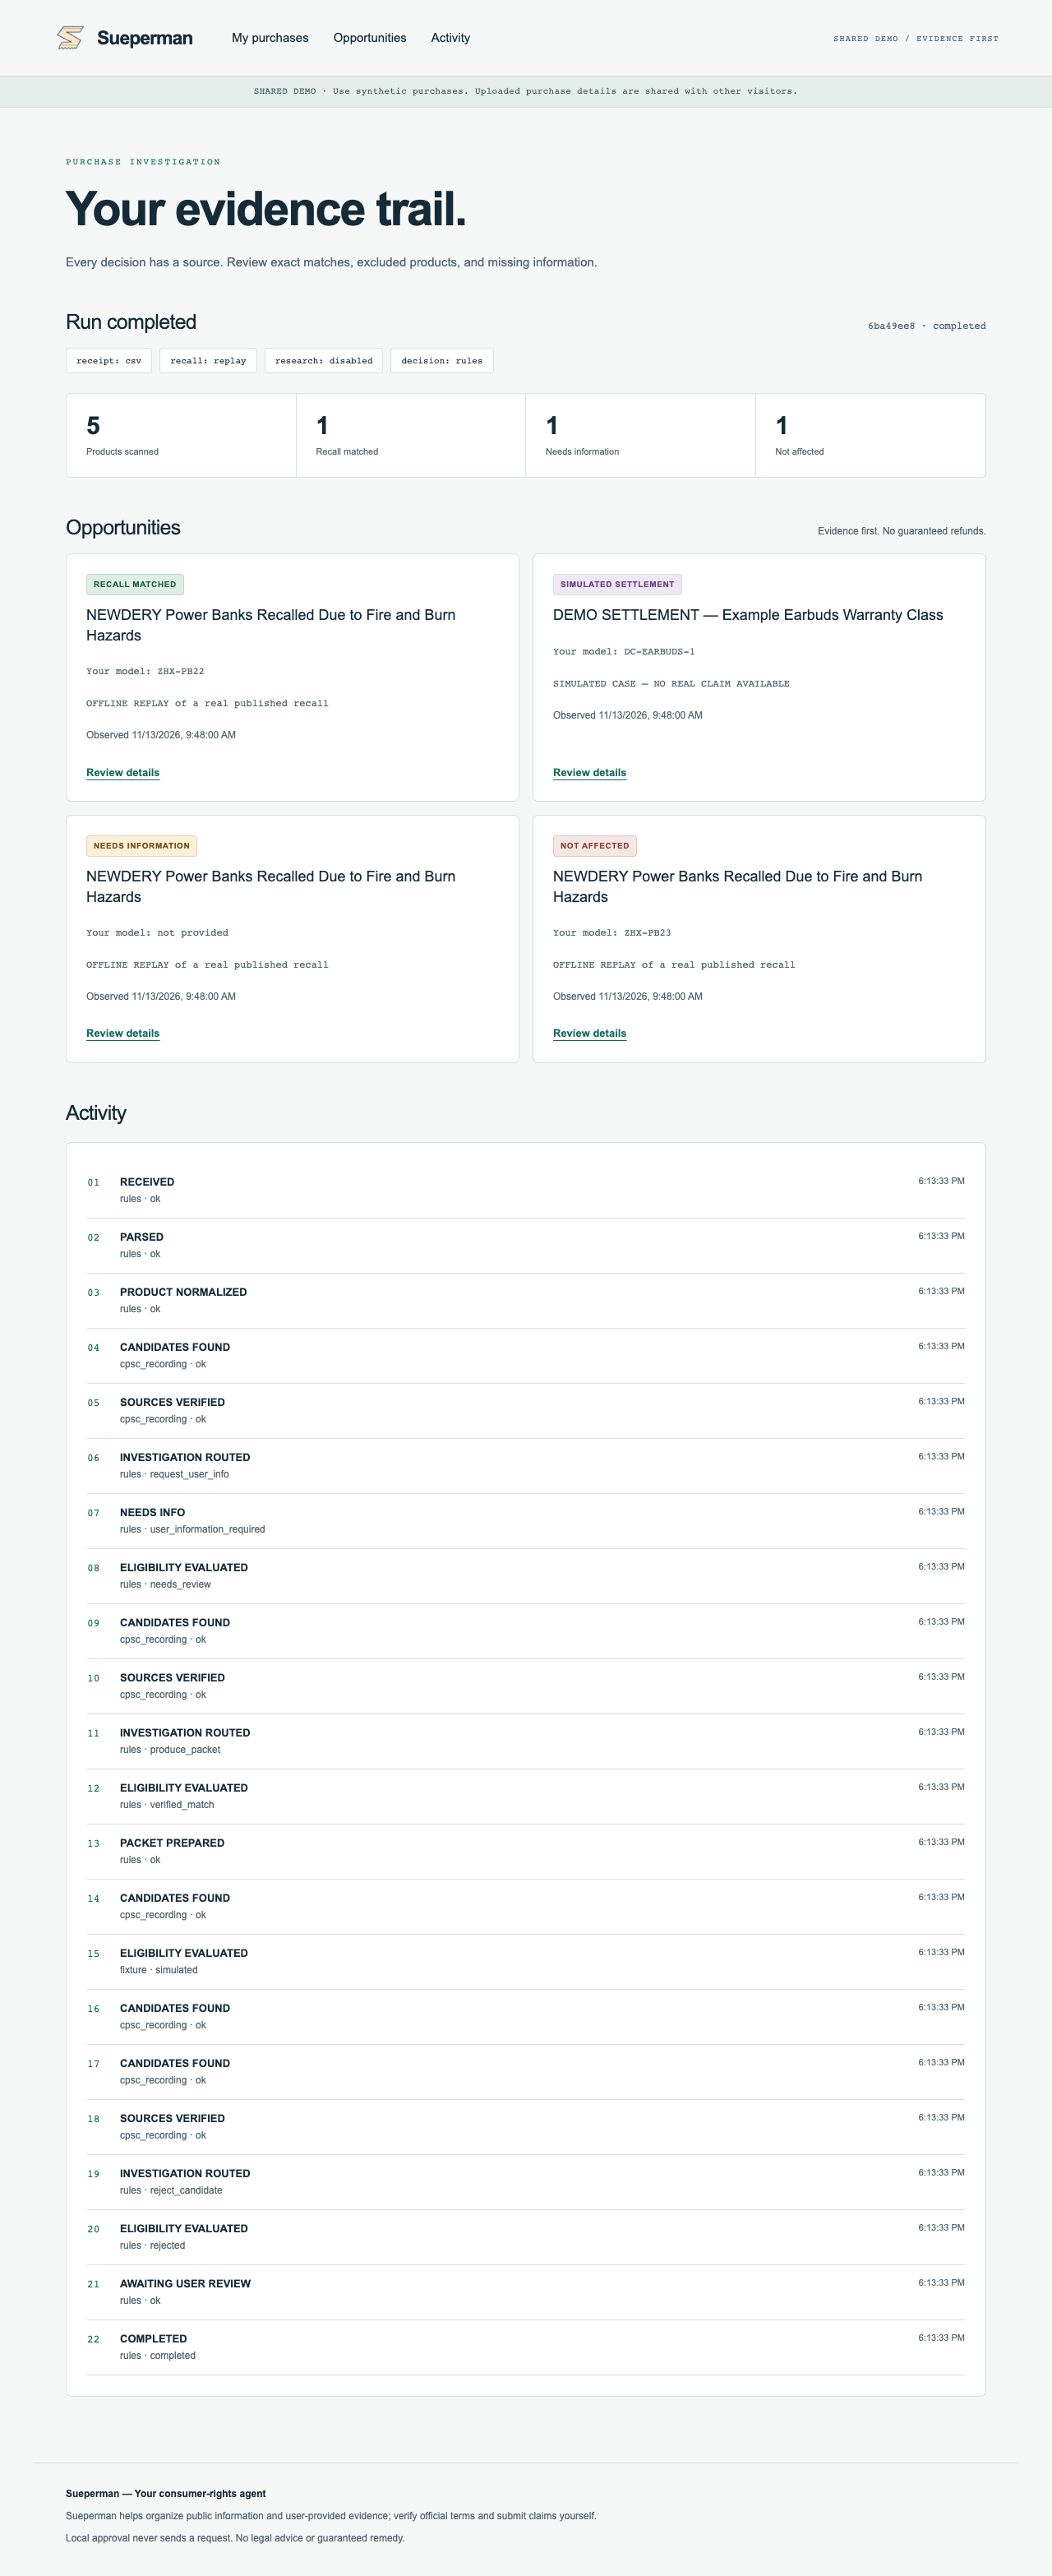 Sueperman
My purchases
Opportunities
Activity
SHARED DEMO / EVIDENCE FIRST
SHARED DEMO · Use synthetic purchases. Uploaded purchase details are shared with other visitors.
PURCHASE INVESTIGATION
Your evidence trail.
Every decision has a source. Review exact matches, excluded products, and missing information.
Run completed
6ba49ee8 · completed
receipt: csv
recall: replay
research: disabled
decision: rules
5
Products scanned
1
Recall matched
1
Needs information
1
Not affected
Opportunities
Evidence first. No guaranteed refunds.
RECALL MATCHED
NEWDERY Power Banks Recalled Due to Fire and Burn
Hazards
Your model: ZHX-PB22
OFFLINE REPLAY of a real published recall
Observed 11/13/2026, 9:48:00 AM
Review details
SIMULATED SETTLEMENT
DEMO SETTLEMENT — Example Earbuds Warranty Class
Your model: DC-EARBUDS-1
SIMULATED CASE — NO REAL CLAIM AVAILABLE
Observed 11/13/2026, 9:48:00 AM
Review details
NEEDS INFORMATION
NEWDERY Power Banks Recalled Due to Fire and Burn
Hazards
Your model: not provided
OFFLINE REPLAY of a real published recall
Observed 11/13/2026, 9:48:00 AM
Review details
NOT AFFECTED
NEWDERY Power Banks Recalled Due to Fire and Burn
Hazards
Your model: ZHX-PB23
OFFLINE REPLAY of a real published recall
Observed 11/13/2026, 9:48:00 AM
Review details
Activity
01 RECEIVED 6:13:33 PM
rules · ok
02 PARSED 6:13:33 PM
rules · ok
03 PRODUCT NORMALIZED 6:13:33 PM
rules · ok
04 CANDIDATES FOUND 6:13:33 PM
cpsc_recording · ok
05 SOURCES VERIFIED 6:13:33 PM
cpsc_recording · ok
06 INVESTIGATION ROUTED 6:13:33 PM
rules · request_user_info
07 NEEDS INFO 6:13:33 PM
rules · user_information_required
08 ELIGIBILITY EVALUATED 6:13:33 PM
rules · needs_review
09 CANDIDATES FOUND 6:13:33 PM
cpsc_recording · ok
10 SOURCES VERIFIED 6:13:33 PM
cpsc_recording · ok
11 INVESTIGATION ROUTED 6:13:33 PM
rules · produce_packet
12 ELIGIBILITY EVALUATED 6:13:33 PM
rules · verified_match
13 PACKET PREPARED 6:13:33 PM
rules · ok
14 CANDIDATES FOUND 6:13:33 PM
cpsc_recording · ok
15 ELIGIBILITY EVALUATED 6:13:33 PM
fixture · simulated
16 CANDIDATES FOUND 6:13:33 PM
cpsc_recording · ok
17 CANDIDATES FOUND 6:13:33 PM
cpsc_recording · ok
18 SOURCES VERIFIED 6:13:33 PM
cpsc_recording · ok
19 INVESTIGATION ROUTED 6:13:33 PM
rules · reject_candidate
20 ELIGIBILITY EVALUATED 6:13:33 PM
rules · rejected
21 AWAITING USER REVIEW 6:13:33 PM
rules · ok
22 COMPLETED 6:13:33 PM
rules · completed
Sueperman — Your consumer-rights agent
Sueperman helps organize public information and user-provided evidence; verify official terms and submit claims yourself.
Local approval never sends a request. No legal advice or guaranteed remedy.